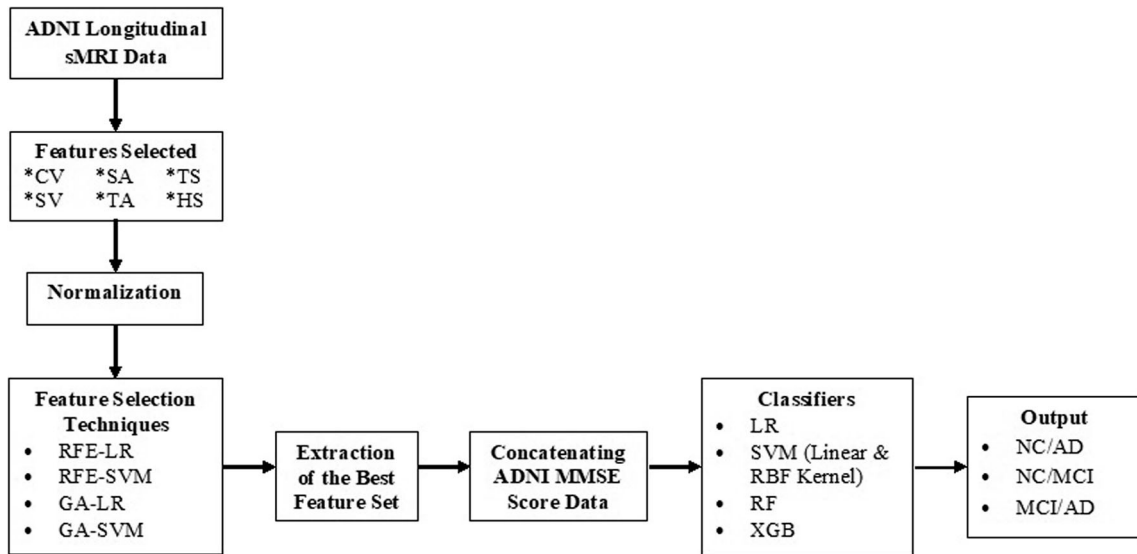 ADNI Longitudinal
sMRI Data
Features Selected
*CV *SA *TS
*SV *TA *HS
Normalization
Feature Selection
Techniques
• RFE-LR
• RFE-SVM
• GA-LR
• GA-SVM
Extraction
of the Best
Feature Set
Concatenating
ADNI MMSE
Score Data
Classifiers
• LR
• SVM (Linear &
RBF Kernel)
• RF
• XGB
Output
• NC/AD
• NC/MCI
• MCI/AD